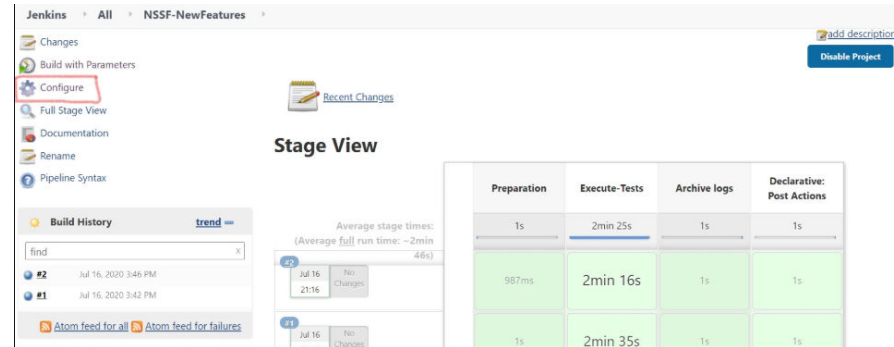 Jenkins All NSSF-NewFeatures
Changes
Build with Parameters
Configure
Full Stage View
Documentation
Rename
Pipeline Syntax
Build History trend
find x
#2 Jul 16, 2020 3:46 PM
#1 Jul 16, 2020 3:42 PM
Atom feed for all Atom feed for failures
add description
Disable Project
Recent Changes
Stage View
Preparation Execute-Tests Archive logs Declarative: Post Actions
Average stage times:
(Average full run time: ~2min
46s)
1s 2min 25s 1s 1s
#2
Jul 16
21:16
No
Changes
987ms 2min 16s 1s 1s
#1
Jul 16
No
Changes
1s 2min 35s 1s 1s